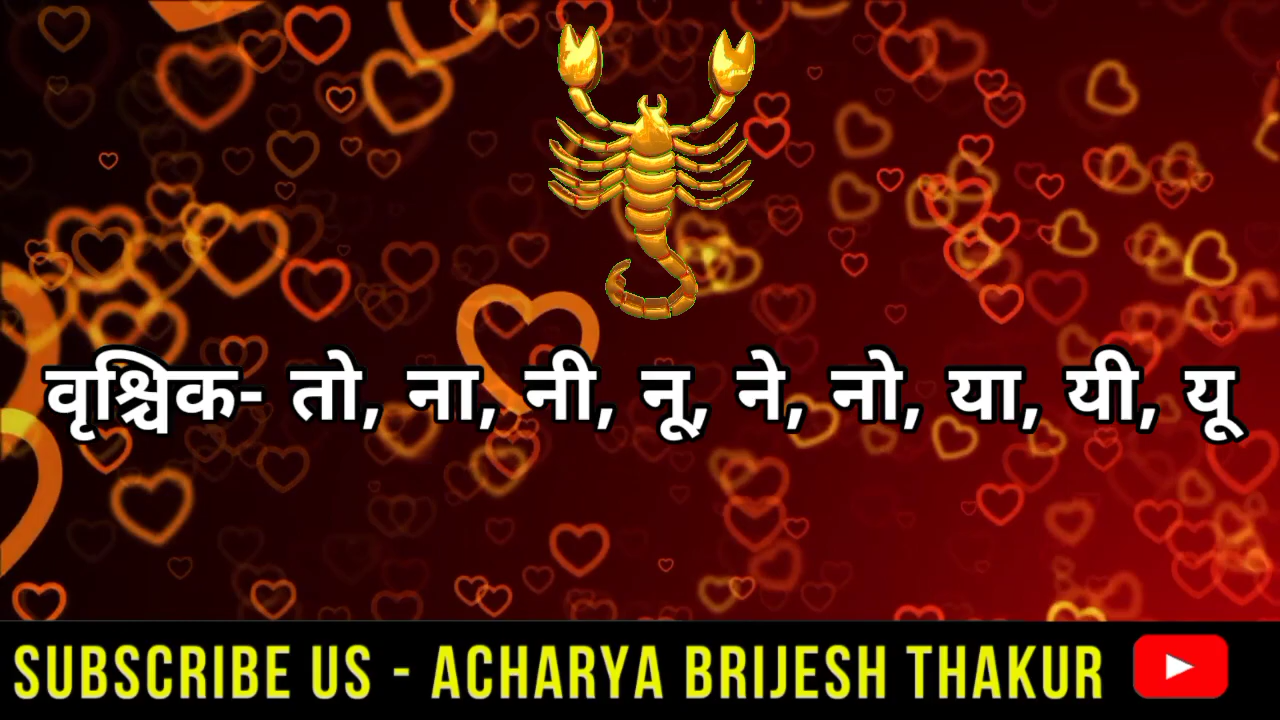 वृश्चिक- तो, ना, नी, नू, ने, नो, या, यी, यू
SUBSCRIBE US - ACHARYA BRIJESH THAKUR